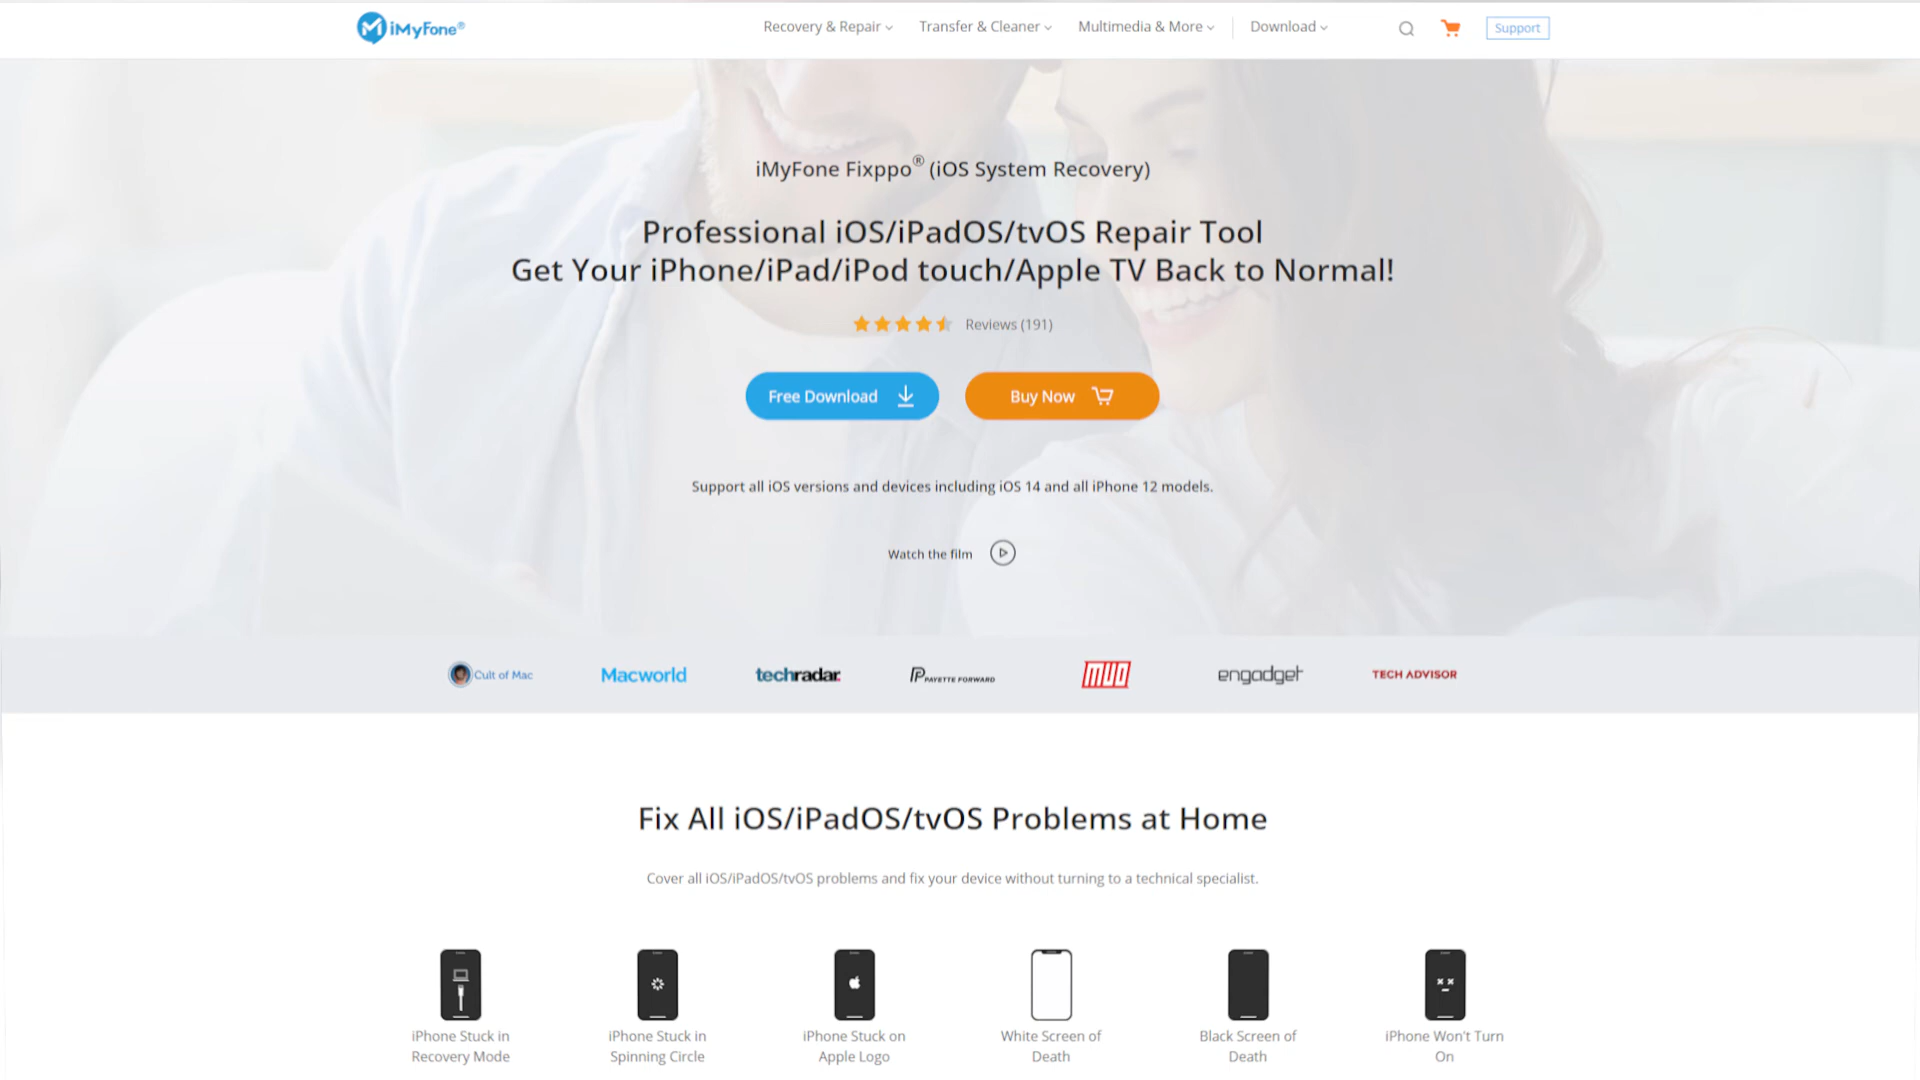 iMyFone®
Recovery & Repair
Transfer & Cleaner
Multimedia & More
Download
Support
iMyFone Fixppo® (iOS System Recovery)
Professional iOS/iPadOS/tvOS Repair Tool
Get Your iPhone/iPad/iPod touch/Apple TV Back to Normal!
Reviews (191)
Free Download
Buy Now
Support all iOS versions and devices including iOS 14 and all iPhone 12 models.
Watch the film
Cult of Mac
Macworld
techradar.
PAYETTE FORWARD
MUO
engadget
TECH ADVISOR
Fix All iOS/iPadOS/tvOS Problems at Home
Cover all iOS/iPadOS/tvOS problems and fix your device without turning to a technical specialist.
iPhone Stuck in
Recovery Mode
iPhone Stuck in
Spinning Circle
iPhone Stuck on
Apple Logo
White Screen of
Death
Black Screen of
Death
iPhone Won't Turn
On